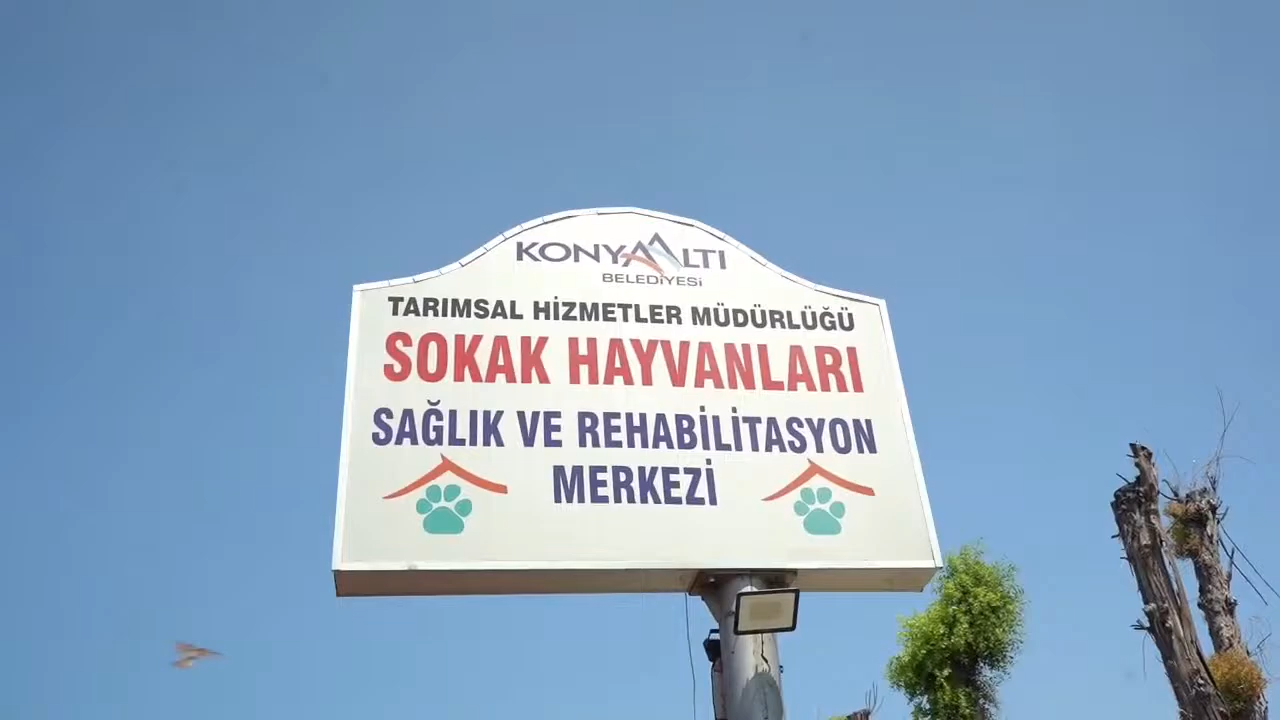 KONYAALTI
BELEDİYESİ
TARIMSAL HİZMETLER MÜDÜRLÜĞÜ
SOKAK HAYVANLARI
SAĞLIK VE REHABİLİTASYON
MERKEZİ